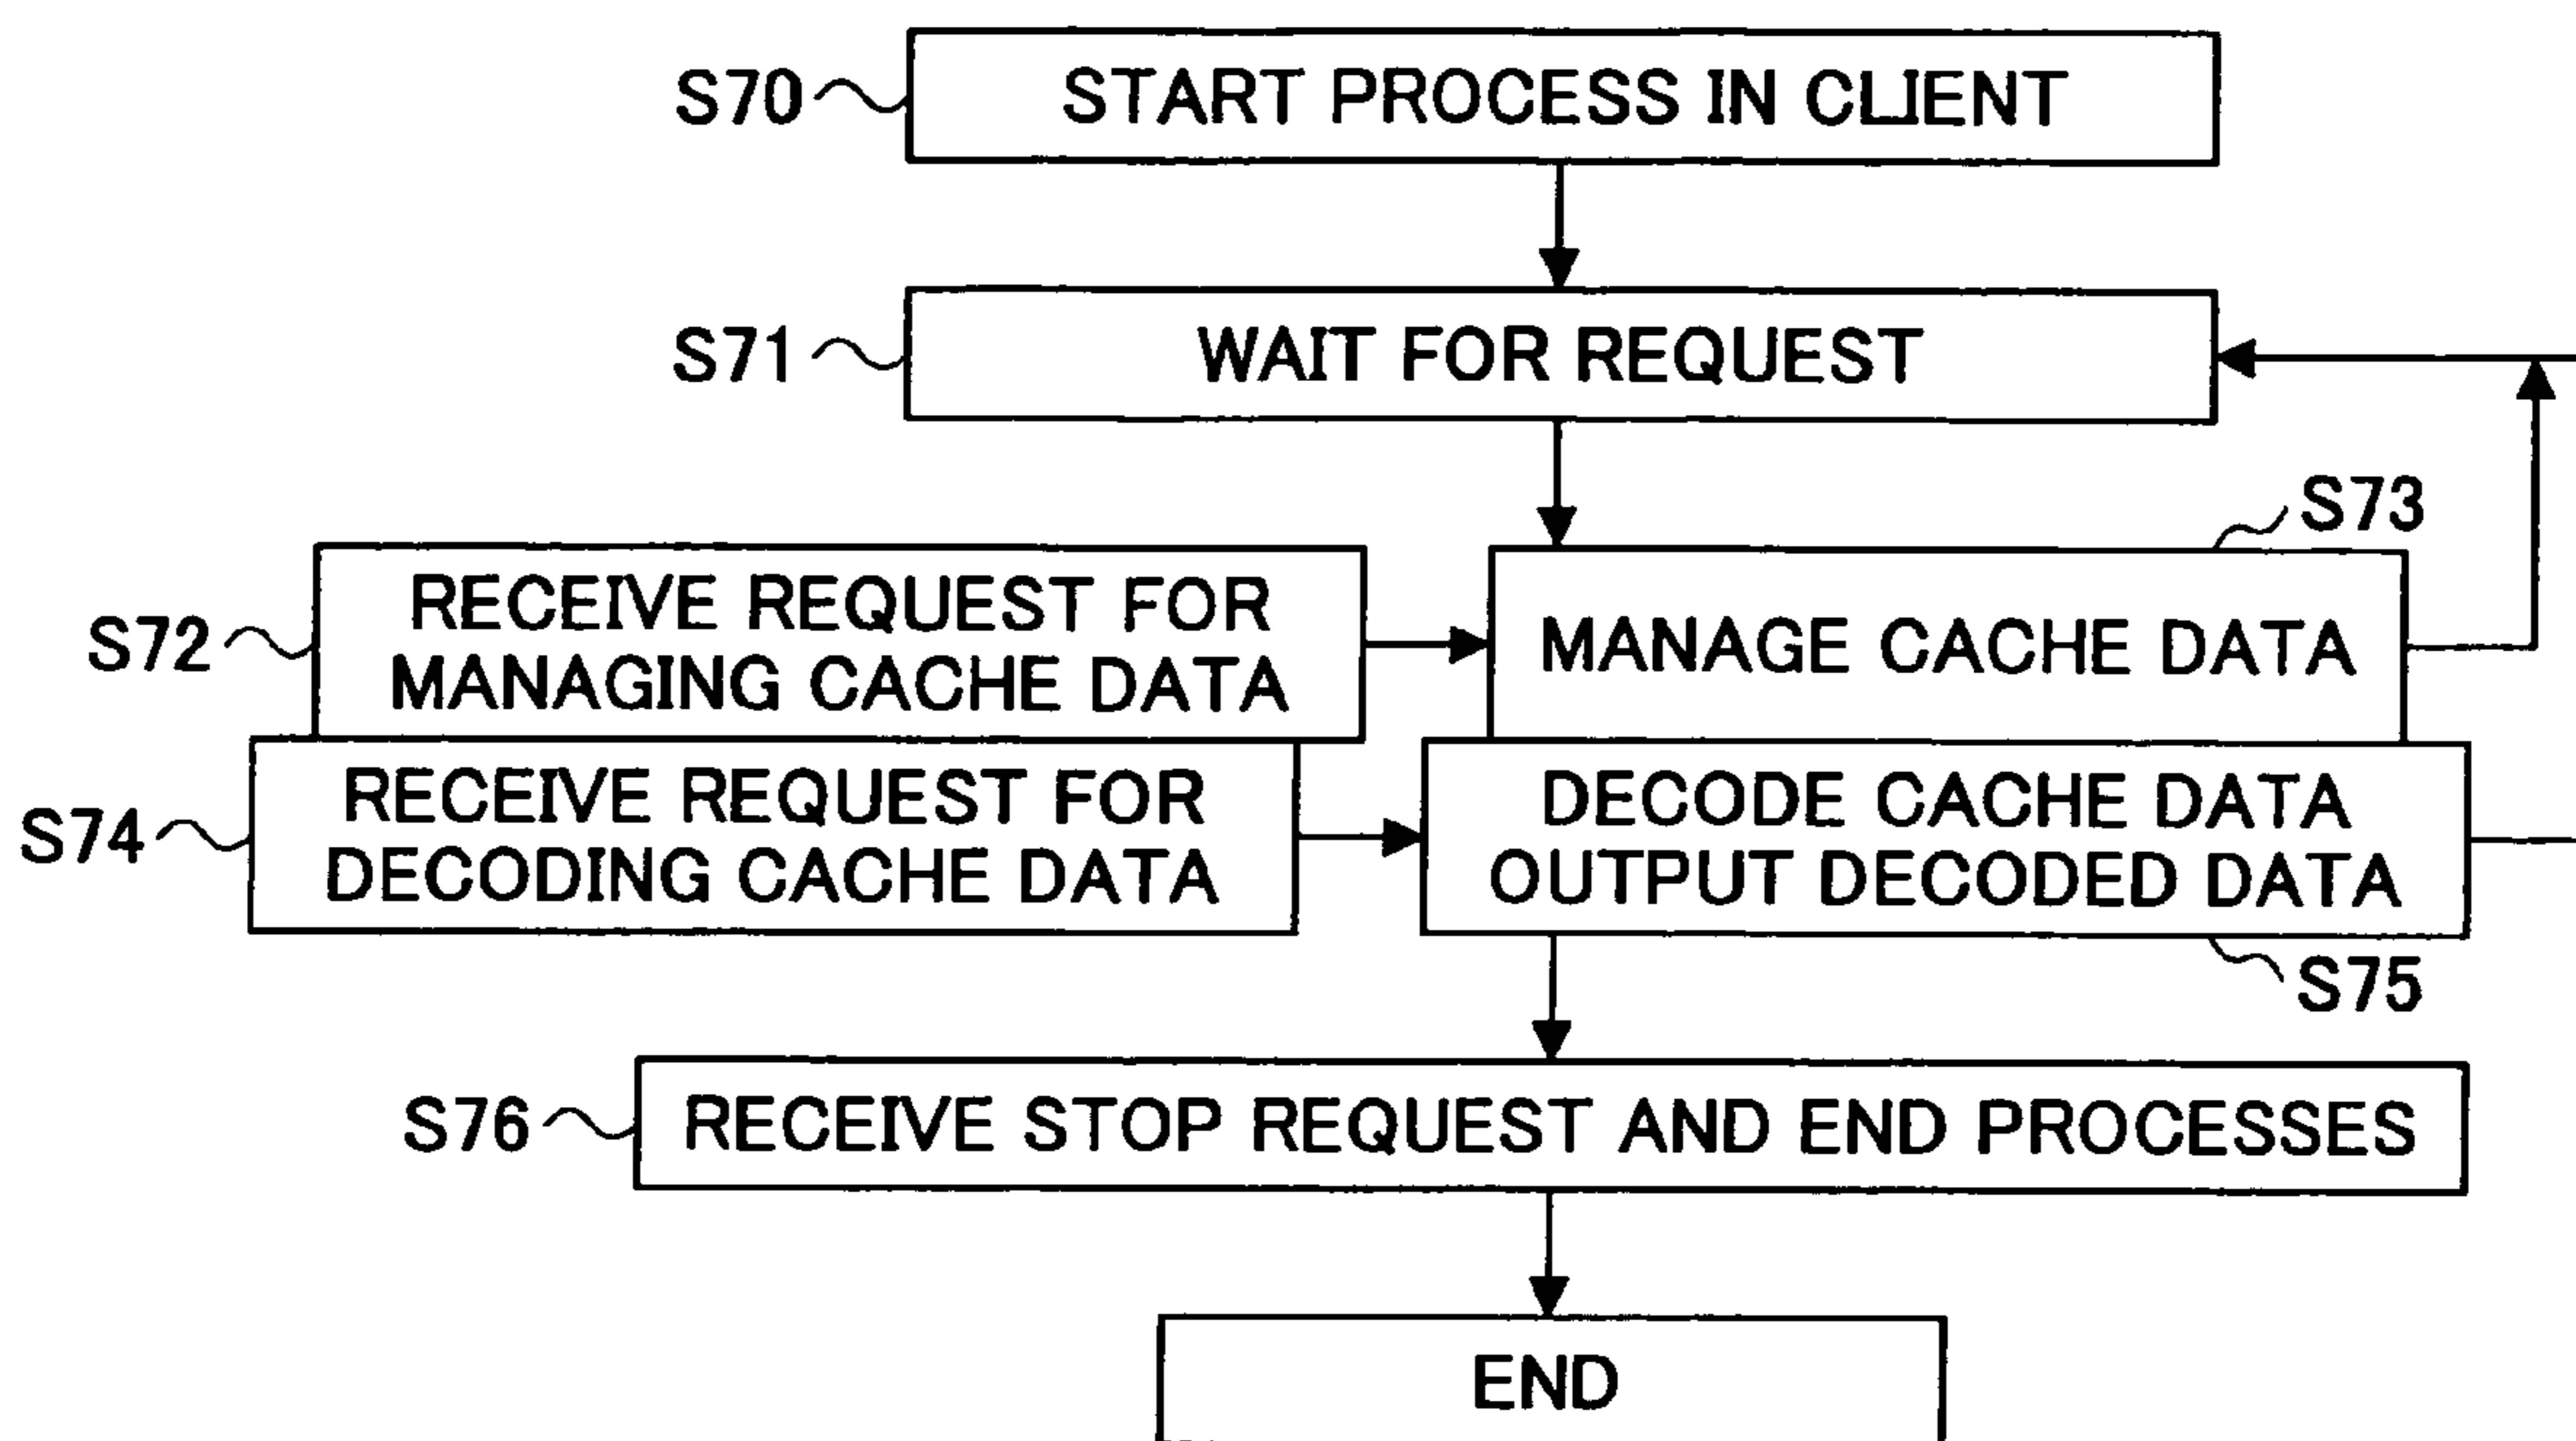 S70
START PROCESS IN CLIENT
S71
WAIT FOR REQUEST
S73
S72
RECEIVE REQUEST FOR
MANAGING CACHE DATA
MANAGE CACHE DATA
S74
RECEIVE REQUEST FOR
DECODING CACHE DATA
DECODE CACHE DATA
OUTPUT DECODED DATA
S75
S76
RECEIVE STOP REQUEST AND END PROCESSES
END